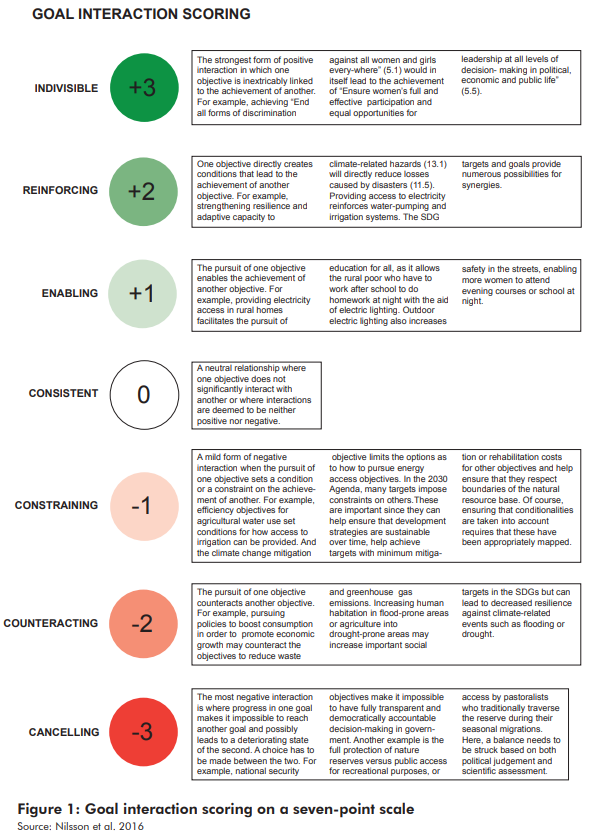 GOAL INTERACTION SCORING
INDIVISIBLE
+3
The strongest form of positive
interaction in which one
objective is inextricably linked
to the achievement of another.
For example, achieving “End
all forms of discrimination
against all women and girls
every-where” (5.1) would in
itself lead to the achievement
of “Ensure women’s full and
effective participation and
equal opportunities for
leadership at all levels of
decision- making in political,
economic and public life”
(5.5).
REINFORCING
+2
One objective directly creates
conditions that lead to the
achievement of another
objective. For example,
strengthening resilience and
adaptive capacity to
climate-related hazards (13.1)
will directly reduce losses
caused by disasters (11.5).
Providing access to electricity
reinforces water-pumping and
irrigation systems. The SDG
targets and goals provide
numerous possibilities for
synergies.
ENABLING
+1
The pursuit of one objective
enables the achievement of
another objective. For
example, providing electricity
access in rural homes
facilitates the pursuit of
education for all, as it allows
the rural poor who have to
work after school to do
homework at night with the aid
of electric lighting. Outdoor
electric lighting also increases
safety in the streets, enabling
more women to attend
evening courses or school at
night.
CONSISTENT
0
A neutral relationship where
one objective does not
significantly interact with
another or where interactions
are deemed to be neither
positive nor negative.
CONSTRAINING
-1
A mild form of negative
interaction when the pursuit of
one objective sets a condition
or a constraint on the achieve-
ment of another. For example,
efficiency objectives for
agricultural water use set
conditions for how access to
irrigation can be provided. And
the climate change mitigation
objective limits the options as
to how to pursue energy
access objectives. In the 2030
Agenda, many targets impose
constraints on others.These
are important since they can
help ensure that development
strategies are sustainable
over time, help achieve
targets with minimum mitiga-
tion or rehabilitation costs
for other objectives and help
ensure that they respect
boundaries of the natural
resource base. Of course,
ensuring that conditionalities
are taken into account
requires that these have
been appropriately mapped.
COUNTERACTING
-2
The pursuit of one objective
counteracts another objective.
For example, pursuing
policies to boost consumption
in order to promote economic
growth may counteract the
objectives to reduce waste
and greenhouse gas
emissions. Increasing human
habitation in flood-prone areas
or agriculture into
drought-prone areas may
increase important social
targets in the SDGs but can
lead to decreased resilience
against climate-related
events such as flooding or
drought.
CANCELLING
-3
The most negative interaction
is where progress in one goal
makes it impossible to reach
another goal and possibly
leads to a deteriorating state
of the second. A choice has to
be made between the two. For
example, national security
objectives make it impossible
to have fully transparent and
democratically accountable
decision-making in govern-
ment. Another example is the
full protection of nature
reserves versus public access
for recreational purposes, or
access by pastoralists
who traditionally traverse
the reserve during their
seasonal migrations.
Here, a balance needs to
be struck based on both
political judgement and
scientific assessment.
Figure 1: Goal interaction scoring on a seven-point scale
Source: Nilsson et al, 2016